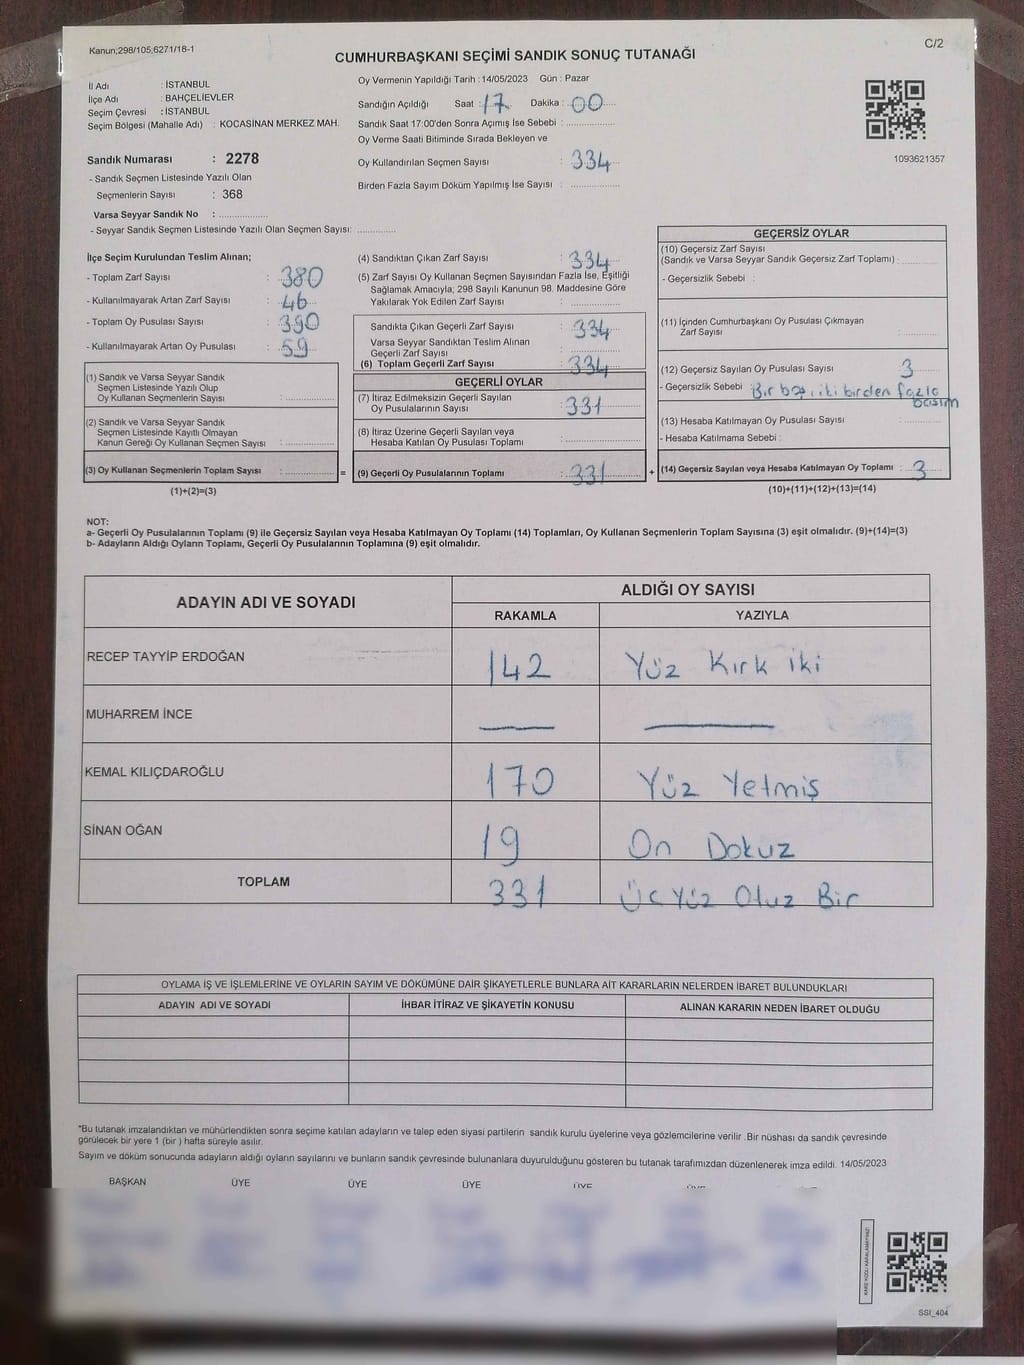 Kanun;298/105;6271/18-1
C/2
CUMHURBAŞKANI SEÇİMİ SANDIK SONUÇ TUTANAĞI
İl Adı : İSTANBUL
İlçe Adı : BAHÇELİEVLER
Seçim Çevresi : İSTANBUL
Seçim Bölgesi (Mahalle Adı) : KOCASİNAN MERKEZ MAH.
Sandık Numarası : 2278
- Sandık Seçmen Listesinde Yazılı Olan
Seçmenlerin Sayısı : 368
Varsa Seyyar Sandık No : ..................
- Seyyar Sandık Seçmen Listesinde Yazılı Olan Seçmen Sayısı: .............
Oy Vermenin Yapıldığı Tarih : 14/05/2023 Gün : Pazar
Sandığın Açıldığı Saat : 17 Dakika : 00
Sandık Saat 17:00'den Sonra Açımış İse Sebebi : ..................
Oy Verme Saati Bitiminde Sırada Bekleyen ve
Oy Kullandırılan Seçmen Sayısı : 334
Birden Fazla Sayım Döküm Yapılmış İse Sayısı : ..................
1093621357
İlçe Seçim Kurulundan Teslim Alınan;
- Toplam Zarf Sayısı : 380
- Kullanılmayarak Artan Zarf Sayısı : 46
- Toplam Oy Pusulası Sayısı : 390
- Kullanılmayarak Artan Oy Pusulası : 59
(1) Sandık ve Varsa Seyyar Sandık
Seçmen Listesinde Yazılı Olup
Oy Kullanan Seçmenlerin Sayısı : ..................
(2) Sandık ve Varsa Seyyar Sandık
Seçmen Listesinde Kayıtlı Olmayan
Kanun Gereği Oy Kullanan Seçmen Sayısı : ..................
(3) Oy Kullanan Seçmenlerin Toplam Sayısı : ..................
(1)+(2)=(3)
=
(4) Sandıktan Çıkan Zarf Sayısı : 334
(5) Zarf Sayısı Oy Kullanan Seçmen Sayısından Fazla İse, Eşitliği
Sağlamak Amacıyla; 298 Sayılı Kanunun 98. Maddesine Göre
Yakılarak Yok Edilen Zarf Sayısı : ..................
Sandıkta Çıkan Geçerli Zarf Sayısı : 334
Varsa Seyyar Sandıktan Teslim Alınan
Geçerli Zarf Sayısı : ..................
(6) Toplam Geçerli Zarf Sayısı : 334
GEÇERLİ OYLAR
(7) İtiraz Edilmeksizin Geçerli Sayılan
Oy Pusulalarının Sayısı : 331
(8) İtiraz Üzerine Geçerli Sayılan veya
Hesaba Katılan Oy Pusulası Toplamı : ..................
(9) Geçerli Oy Pusulalarının Toplamı : 331
+
GEÇERSİZ OYLAR
(10) Geçersiz Zarf Sayısı
(Sandık ve Varsa Seyyar Sandık Geçersiz Zarf Toplamı) : ..........
- Geçersizlik Sebebi :
(11) İçinden Cumhurbaşkanı Oy Pusulası Çıkmayan
Zarf Sayısı : ..........
(12) Geçersiz Sayılan Oy Pusulası Sayısı : 3
- Geçersizlik Sebebi : Bir boş, iki birden fazla
basım
(13) Hesaba Katılmayan Oy Pusulası Sayısı : ..........
- Hesaba Katılmama Sebebi :
(14) Geçersiz Sayılan veya Hesaba Katılmayan Oy Toplamı : 3
(10)+(11)+(12)+(13)=(14)
NOT:
a- Geçerli Oy Pusulalarının Toplamı (9) ile Geçersiz Sayılan veya Hesaba Katılmayan Oy Toplamı (14) Toplamları, Oy Kullanan Seçmenlerin Toplam Sayısına (3) eşit olmalıdır. (9)+(14)=(3)
b- Adayların Aldığı Oyların Toplamı, Geçerli Oy Pusulalarının Toplamına (9) eşit olmalıdır.
ADAYIN ADI VE SOYADI
ALDIĞI OY SAYISI
RAKAMLA YAZIYLA
RECEP TAYYİP ERDOĞAN 142 Yüz Kırk iki
MUHARREM İNCE — —
KEMAL KILIÇDAROĞLU 170 Yüz Yetmiş
SİNAN OĞAN 19 On Dokuz
TOPLAM 331 Üç Yüz Otuz Bir
OYLAMA İŞ VE İŞLEMLERİNE VE OYLARIN SAYIM VE DÖKÜMÜNE DAİR ŞİKAYETLERLE BUNLARA AİT KARARLARIN NELERDEN İBARET BULUNDUKLARI
ADAYIN ADI VE SOYADI İHBAR İTİRAZ VE ŞİKAYETİN KONUSU ALINAN KARARIN NEDEN İBARET OLDUĞU
"Bu tutanak imzalandıktan ve mühürlendikten sonra seçime katılan adayların ve talep eden siyasi partilerin sandık kurulu üyelerine veya gözlemcilerine verilir .Bir nüshası da sandık çevresinde
görülecek bir yere 1 (bir ) hafta süreyle asılır.
Sayım ve döküm sonucunda adayların aldığı oyların sayılarını ve bunların sandık çevresinde bulunanlara duyurulduğunu gösteren bu tutanak tarafımızdan düzenlenerek imza edildi. 14/05/2023
BAŞKAN ÜYE ÜYE ÜYE ÜYE ÜYE
KARE KODU KARALAMAYINIZ!
SSI_404